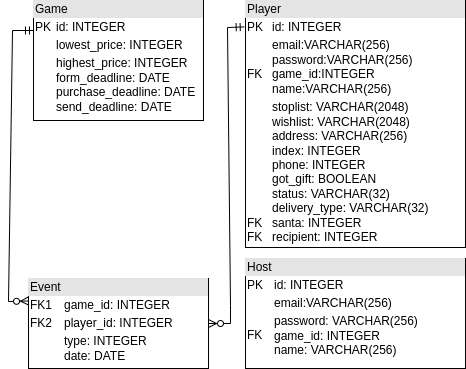 Game
PK id: INTEGER
lowest_price: INTEGER
highest_price: INTEGER
form_deadline: DATE
purchase_deadline: DATE
send_deadline: DATE
Player
PK id: INTEGER
email:VARCHAR(256)
password:VARCHAR(256)
FK game_id:INTEGER
name:VARCHAR(256)
stoplist: VARCHAR(2048)
wishlist: VARCHAR(2048)
address: VARCHAR(256)
index: INTEGER
phone: INTEGER
got_gift: BOOLEAN
status: VARCHAR(32)
delivery_type: VARCHAR(32)
FK santa: INTEGER
FK recipient: INTEGER
Event
FK1 game_id: INTEGER
FK2 player_id: INTEGER
type: INTEGER
date: DATE
Host
PK id: INTEGER
email:VARCHAR(256)
password: VARCHAR(256)
FK game_id: INTEGER
name: VARCHAR(256)